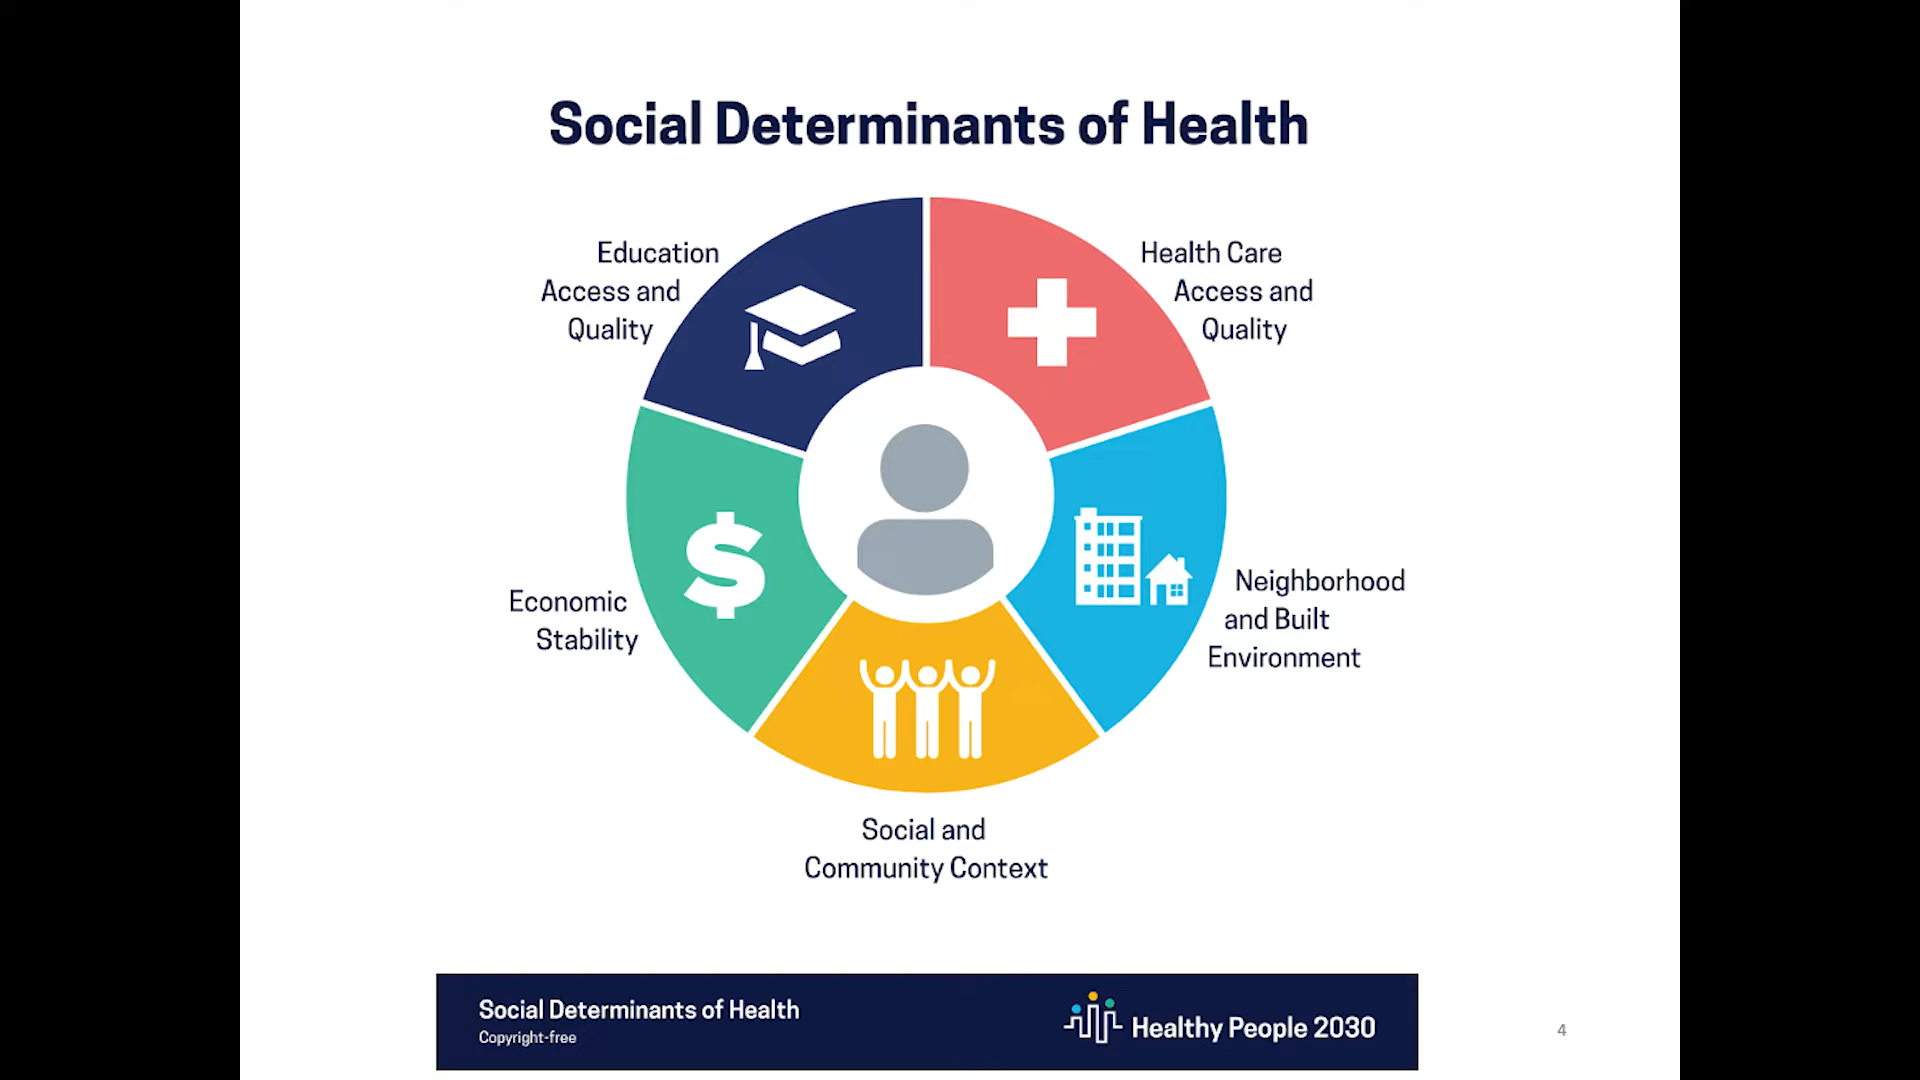 Social Determinants of Health
Education
Access and
Quality
Health Care
Access and
Quality
$
Economic
Stability
Neighborhood
and Built
Environment
Social and
Community Context
Social Determinants of Health
Copyright-free
Healthy People 2030
4